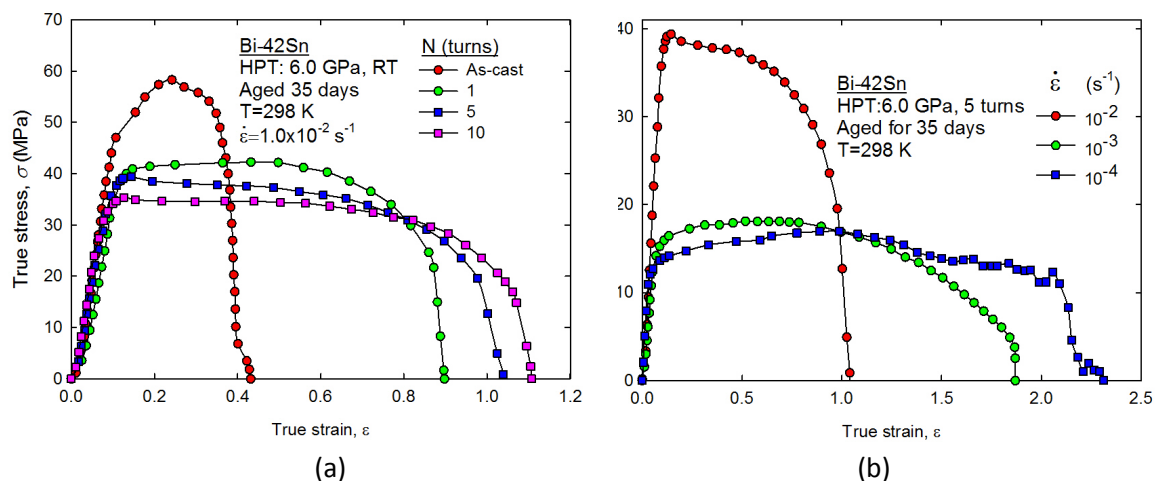 70
60
50
40
30
20
10
0
True stress, σ (MPa)
Bi-42Sn
HPT: 6.0 GPa, RT
Aged 35 days
T=298 K
ε̇=1.0x10⁻² s⁻¹
N (turns)
As-cast
1
5
10
0.0 0.2 0.4 0.6 0.8 1.0 1.2
True strain, ε
(a)
40
30
20
10
0
Bi-42Sn
HPT:6.0 GPa, 5 turns
Aged for 35 days
T=298 K
ε̇ (s⁻¹)
10⁻²
10⁻³
10⁻⁴
0.0 0.5 1.0 1.5 2.0 2.5
True strain, ε
(b)